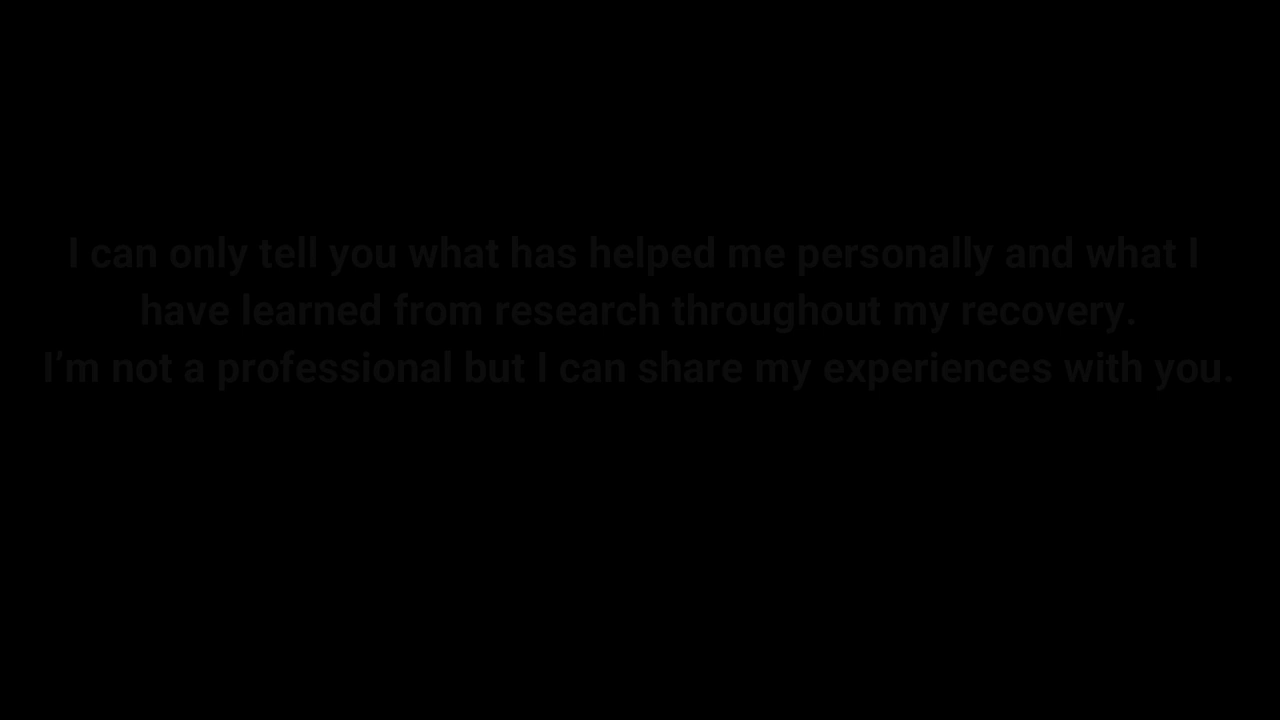 I can only tell you what has helped me personally and what I
have learned from research throughout my recovery.
I’m not a professional but I can share my experiences with you.